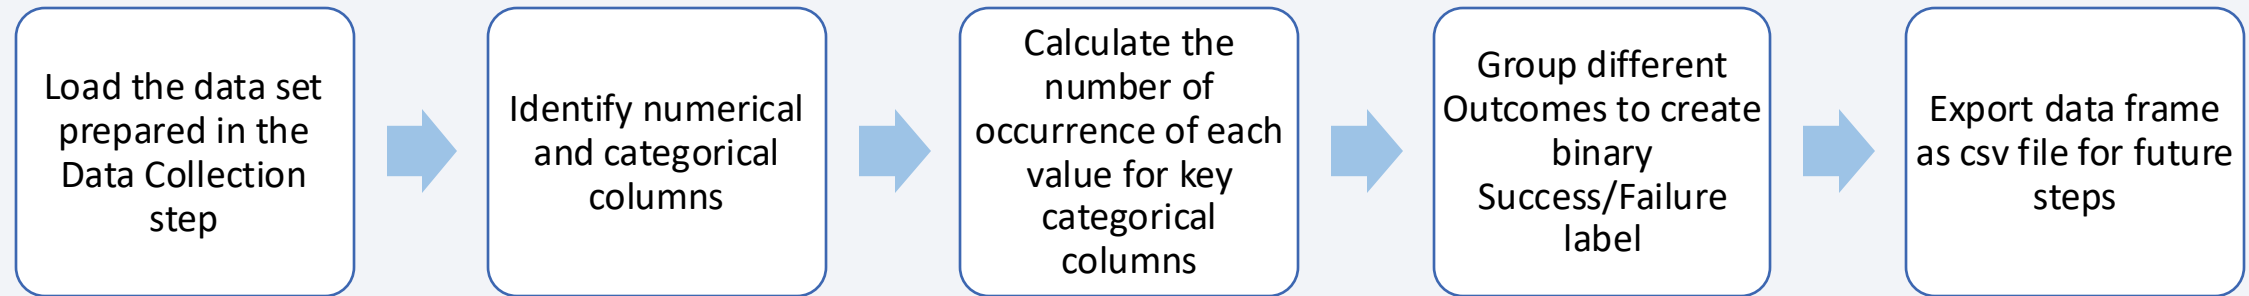 Load the data set
prepared in the
Data Collection
step
Identify numerical
and categorical
columns
Calculate the
number of
occurrence of each
value for key
categorical
columns
Group different
Outcomes to create
binary
Success/Failure
label
Export data frame
as csv file for future
steps